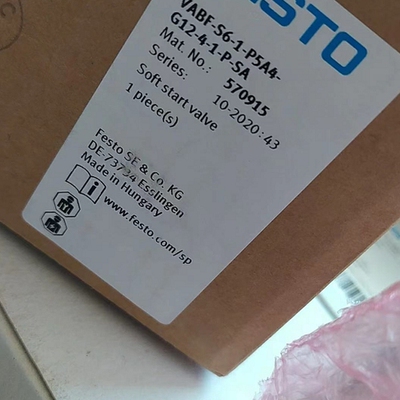 FESTO
VABF-S6-1-P5A4-
G12-4-1-P-SA
Mat. No.: 570915
Series: 10-2020:43
Soft start valve
1 piece(s)
Festo SE & Co. KG
DE-73734 Esslingen
Made in Hungary
www.festo.com/sp